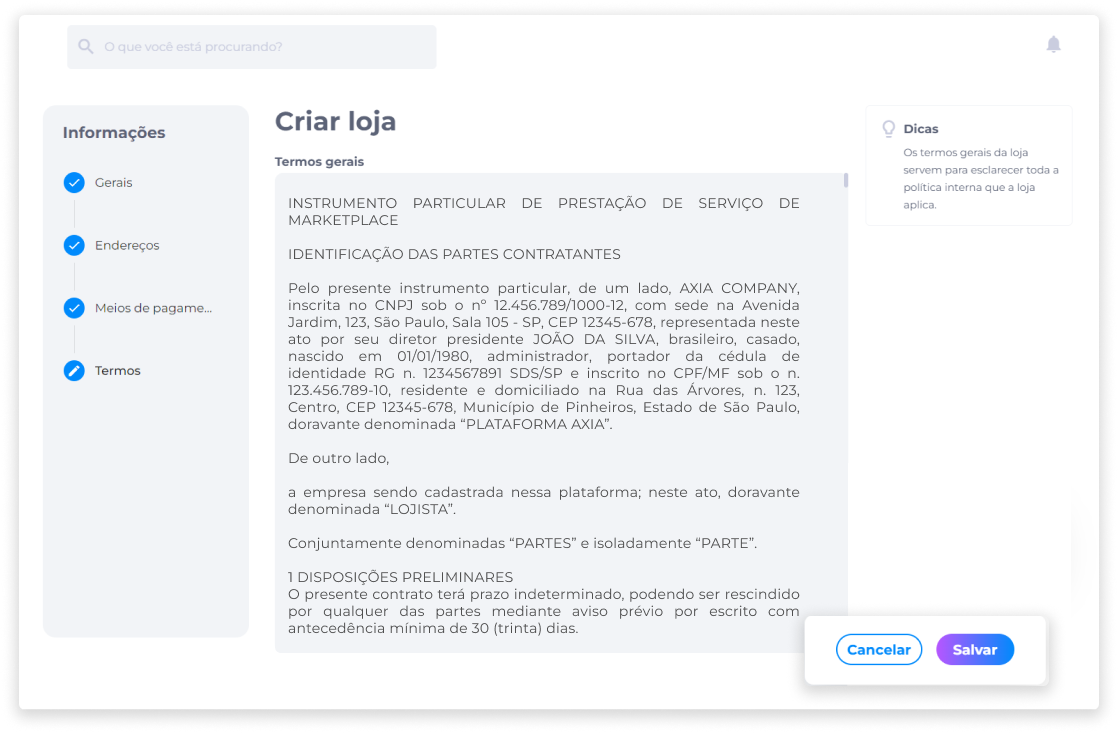 O que você está procurando?
Informações
Gerais
Endereços
Meios de pagame...
Termos
Criar loja
Termos gerais
INSTRUMENTO PARTICULAR DE PRESTAÇÃO DE SERVIÇO DE
MARKETPLACE
IDENTIFICAÇÃO DAS PARTES CONTRATANTES
Pelo presente instrumento particular, de um lado, AXIA COMPANY,
inscrita no CNPJ sob o nº 12.456.789/1000-12, com sede na Avenida
Jardim, 123, São Paulo, Sala 105 - SP, CEP 12345-678, representada neste
ato por seu diretor presidente JOÃO DA SILVA, brasileiro, casado,
nascido em 01/01/1980, administrador, portador da cédula de
identidade RG n. 1234567891 SDS/SP e inscrito no CPF/MF sob o n.
123.456.789-10, residente e domiciliado na Rua das Árvores, n. 123,
Centro, CEP 12345-678, Município de Pinheiros, Estado de São Paulo,
doravante denominada “PLATAFORMA AXIA”.
De outro lado,
a empresa sendo cadastrada nessa plataforma; neste ato, doravante
denominada “LOJISTA”.
Conjuntamente denominadas “PARTES” e isoladamente “PARTE”.
1 DISPOSIÇÕES PRELIMINARES
O presente contrato terá prazo indeterminado, podendo ser rescindido
por qualquer das partes mediante aviso prévio por escrito com
antecedência mínima de 30 (trinta) dias.
Dicas
Os termos gerais da loja
servem para esclarecer toda a
política interna que a loja
aplica.
Cancelar
Salvar